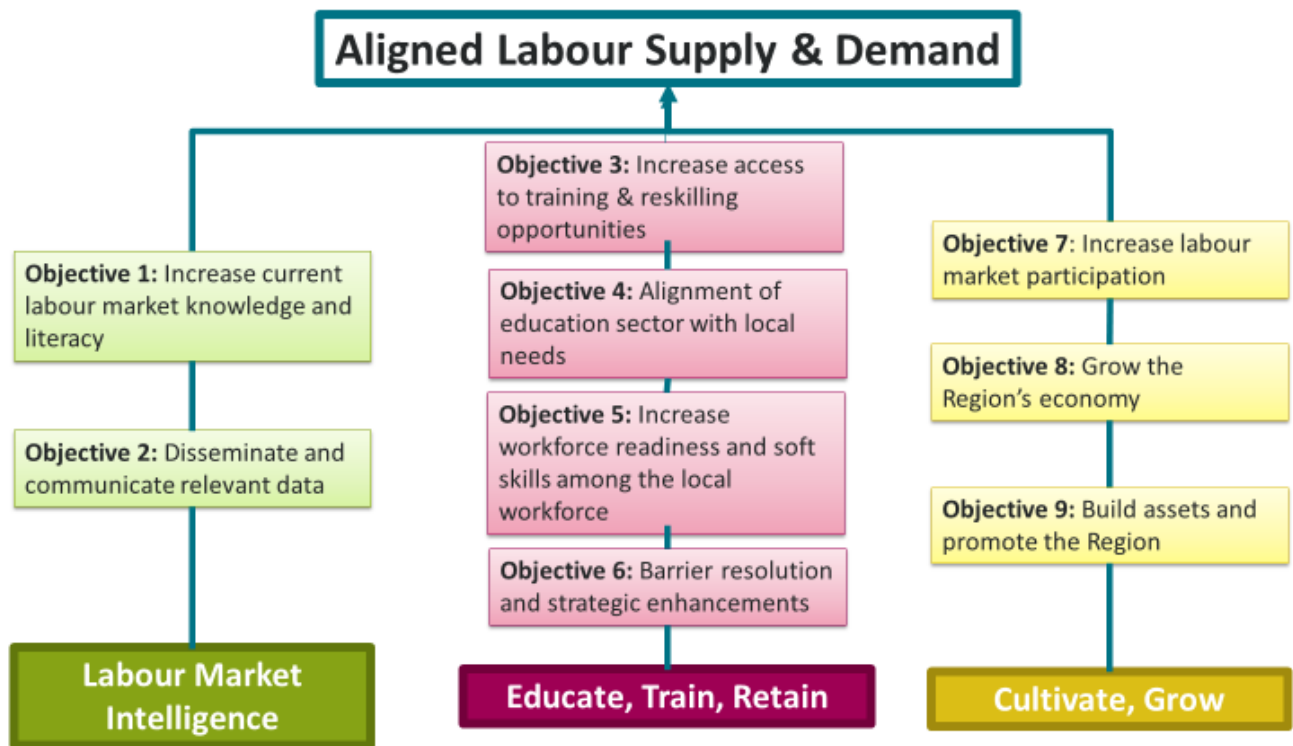 Aligned Labour Supply & Demand
Objective 1: Increase current
labour market knowledge and
literacy
Objective 2: Disseminate and
communicate relevant data
Labour Market
Intelligence
Objective 3: Increase access
to training & reskilling
opportunities
Objective 4: Alignment of
education sector with local
needs
Objective 5: Increase
workforce readiness and soft
skills among the local
workforce
Objective 6: Barrier resolution
and strategic enhancements
Educate, Train, Retain
Objective 7: Increase labour
market participation
Objective 8: Grow the
Region’s economy
Objective 9: Build assets and
promote the Region
Cultivate, Grow